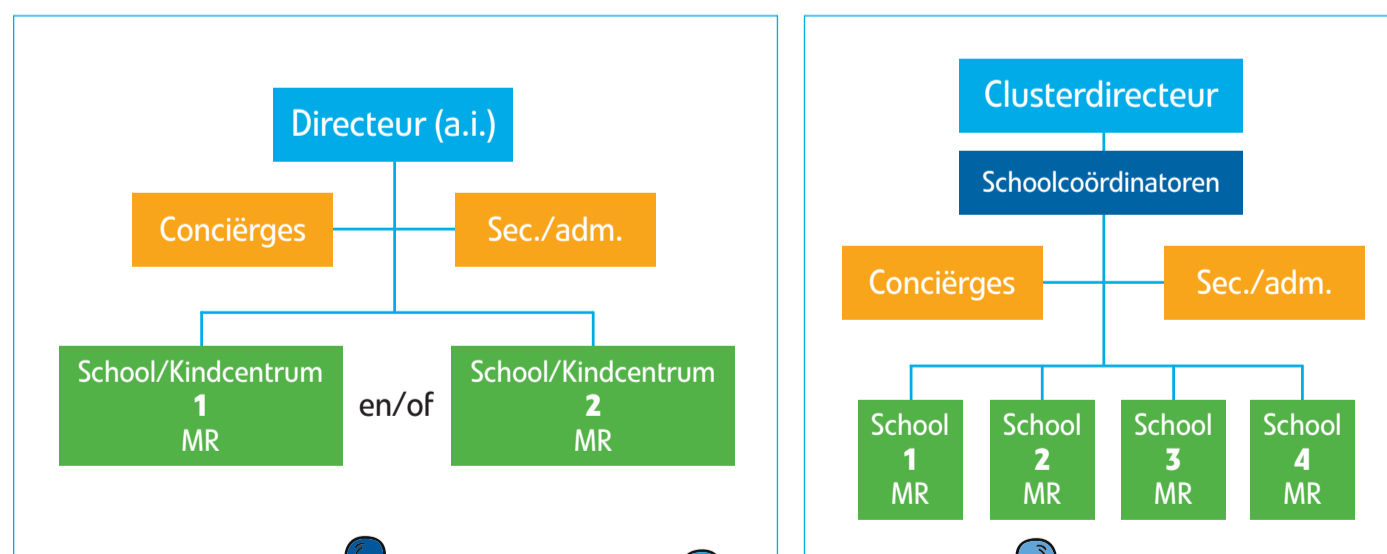 Directeur (a.i.)
Conciërges
Sec./adm.
School/Kindcentrum
1
MR
en/of
School/Kindcentrum
2
MR
Clusterdirecteur
Schoolcoördinatoren
Conciërges
Sec./adm.
School
1
MR
School
2
MR
School
3
MR
School
4
MR